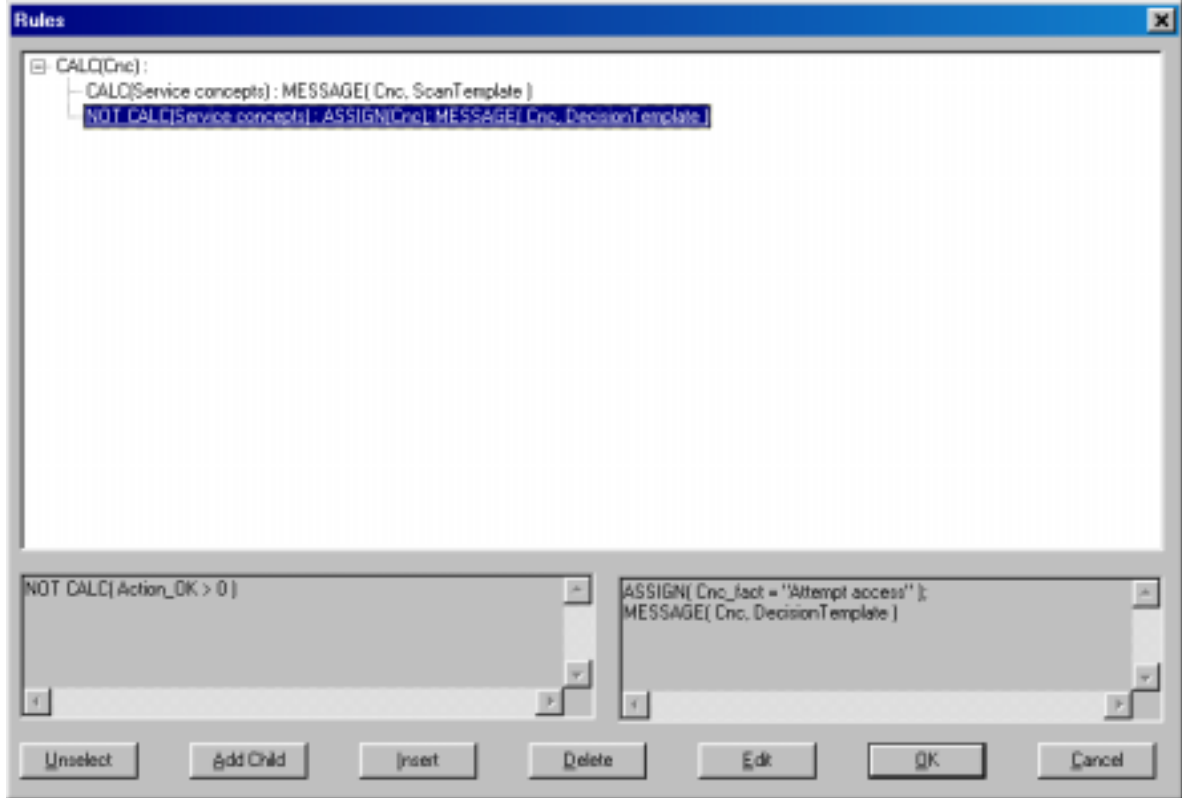 Rules
CALC(Cnc) :
CALC(Service concepts) : MESSAGE( Cnc, ScanTemplate )
NOT CALC(Service concepts) : ASSIGN(Cnc); MESSAGE( Cnc, DecisionTemplate )
NOT CALC( Action_OK > 0 )
ASSIGN( Cnc_fact = "Attempt access" );
MESSAGE( Cnc, DecisionTemplate )
Unselect Add Child Insert Delete Edit OK Cancel